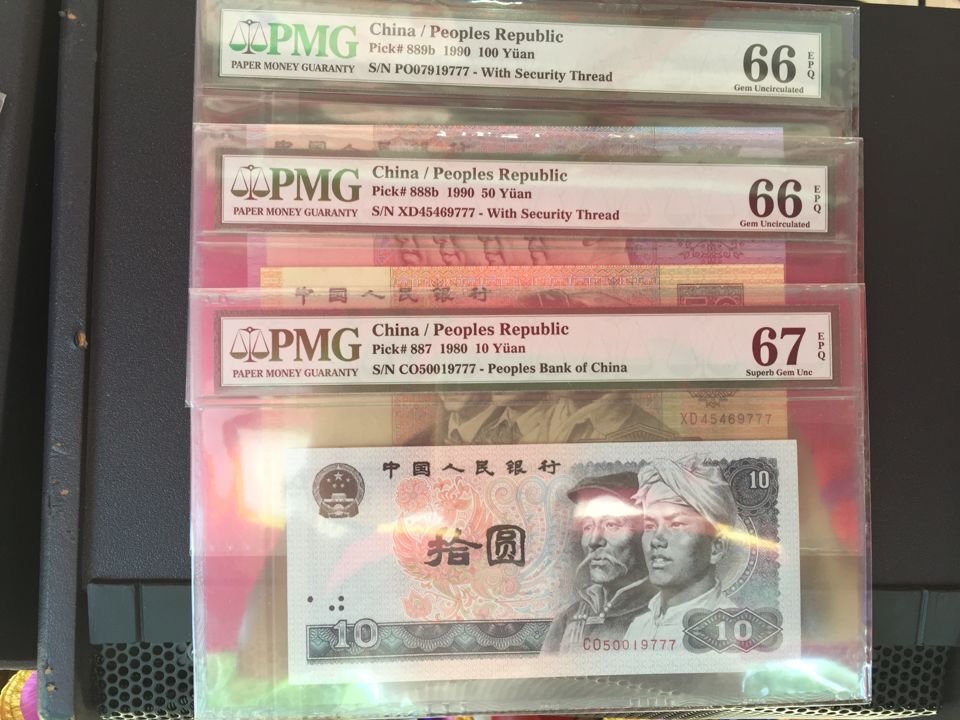 PMG
PAPER MONEY GUARANTY
China / Peoples Republic
Pick# 889b 1990 100 Yüan
S/N PO07919777 - With Security Thread
66
EPQ
Gem Uncirculated
PMG
PAPER MONEY GUARANTY
China / Peoples Republic
Pick# 888b 1990 50 Yüan
S/N XD45469777 - With Security Thread
66
EPQ
Gem Uncirculated
中国人民银行
PMG
PAPER MONEY GUARANTY
China / Peoples Republic
Pick# 887 1980 10 Yüan
S/N CO50019777 - Peoples Bank of China
67
EPQ
Superb Gem Unc
XD45469777
中国人民银行
10
拾圆
10
CO50019777
10